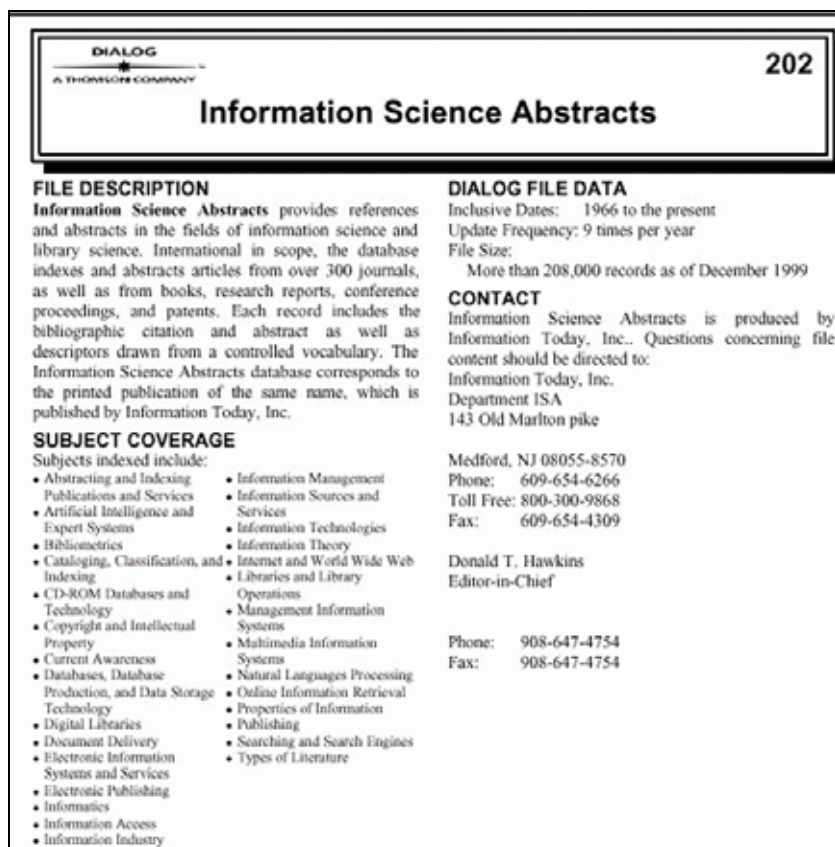 DIALOG
A THOMSON COMPANY
202
Information Science Abstracts
FILE DESCRIPTION
Information Science Abstracts provides references
and abstracts in the fields of information science and
library science. International in scope, the database
indexes and abstracts articles from over 300 journals,
as well as from books, research reports, conference
proceedings, and patents. Each record includes the
bibliographic citation and abstract as well as
descriptors drawn from a controlled vocabulary. The
Information Science Abstracts database corresponds to
the printed publication of the same name, which is
published by Information Today, Inc.
SUBJECT COVERAGE
Subjects indexed include:
• Abstracting and Indexing
Publications and Services
• Artificial Intelligence and
Expert Systems
• Bibliometrics
• Cataloging, Classification, and
Indexing
• CD-ROM Databases and
Technology
• Copyright and Intellectual
Property
• Current Awareness
• Databases, Database
Production, and Data Storage
Technology
• Digital Libraries
• Document Delivery
• Electronic Information
Systems and Services
• Electronic Publishing
• Informatics
• Information Access
• Information Industry
• Information Management
• Information Sources and
Services
• Information Technologies
• Information Theory
• Internet and World Wide Web
• Libraries and Library
Operations
• Management Information
Systems
• Multimedia Information
Systems
• Natural Languages Processing
• Online Information Retrieval
• Properties of Information
• Publishing
• Searching and Search Engines
• Types of Literature
DIALOG FILE DATA
Inclusive Dates: 1966 to the present
Update Frequency: 9 times per year
File Size:
More than 208,000 records as of December 1999
CONTACT
Information Science Abstracts is produced by
Information Today, Inc.. Questions concerning file
content should be directed to:
Information Today, Inc.
Department ISA
143 Old Marlton pike
Medford, NJ 08055-8570
Phone: 609-654-6266
Toll Free: 800-300-9868
Fax: 609-654-4309
Donald T. Hawkins
Editor-in-Chief
Phone: 908-647-4754
Fax: 908-647-4754